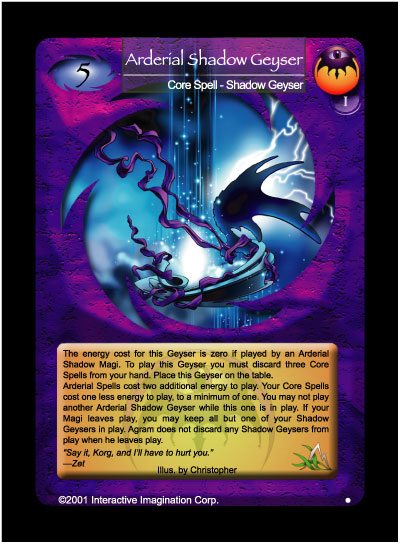 5
Arderial Shadow Geyser
Core Spell - Shadow Geyser
I
The energy cost for this Geyser is zero if played by an Arderial
Shadow Magi. To play this Geyser you must discard three Core
Spells from your hand. Place this Geyser on the table.
Arderial Spells cost two additional energy to play. Your Core Spells
cost one less energy to play, to a minimum of one. You may not play
another Arderial Shadow Geyser while this one is in play. If your
Magi leaves play, you may keep all but one of your Shadow
Geysers in play. Agram does not discard any Shadow Geysers from
play when he leaves play.
"Say it, Korg, and I'll have to hurt you."
—Zet
Illus. by Christopher
©2001 Interactive Imagination Corp.